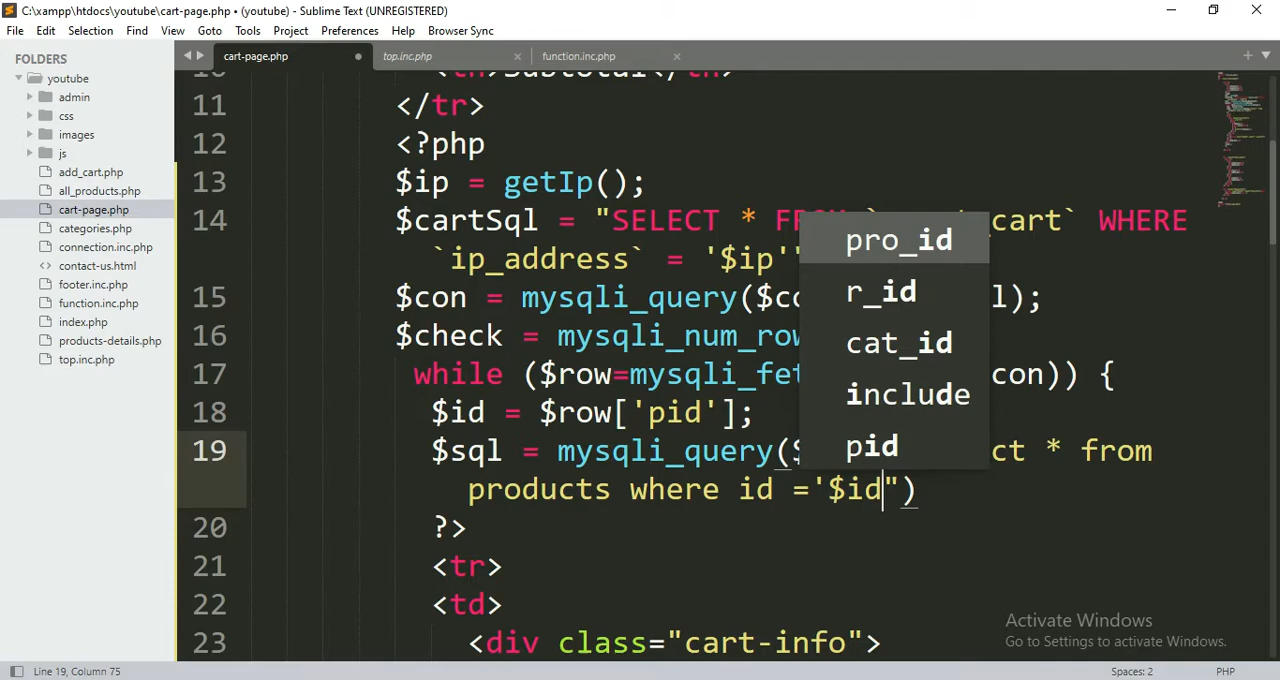 C:\xampp\htdocs\youtube\cart-page.php • (youtube) - Sublime Text (UNREGISTERED)
File Edit Selection Find View Goto Tools Project Preferences Help Browser Sync
FOLDERS
youtube
admin
css
images
js
add_cart.php
all_products.php
cart-page.php
categories.php
connection.inc.php
contact-us.html
footer.inc.php
function.inc.php
index.php
products-details.php
top.inc.php
cart-page.php top.inc.php function.inc.php
11 </tr>
12 <?php
13 $ip = getIp();
14 $cartSql = "SELECT * FROM cart` WHERE
`ip_address` = '$ip'
15 $con = mysqli_query($co l);
16 $check = mysqli_num_row
17 while ($row=mysqli_fet con)) {
18 $id = $row['pid'];
19 $sql = mysqli_query($ ct * from
products where id ='$id")
20 ?>
21 <tr>
22 <td>
23 <div class="cart-info">
pro_id
r_id
cat_id
include
pid
Activate Windows
Go to Settings to activate Windows.
Line 19, Column 75 Spaces: 2 PHP